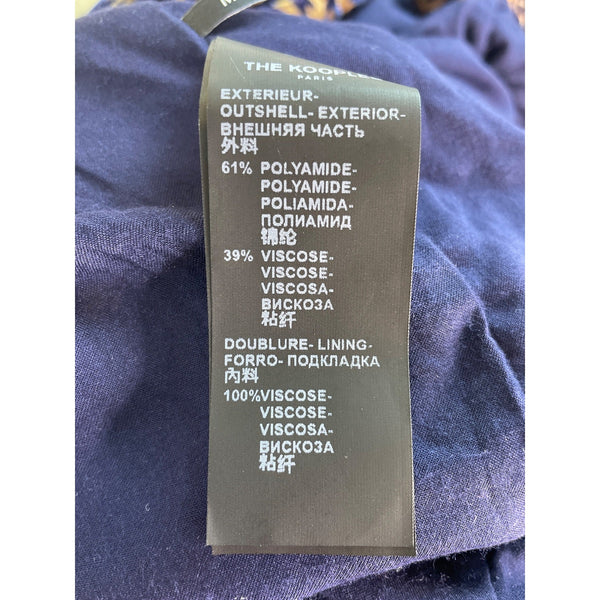 THE KOOPLES
PARIS
EXTERIEUR-
OUTSHELL- EXTERIOR-
ВНЕШНЯЯ ЧАСТЬ
外料
61% POLYAMIDE-
POLYAMIDE-
POLIAMIDA-
ПОЛИАМИД
锦纶
39% VISCOSE-
VISCOSE-
VISCOSA-
ВИСКОЗА
粘纤
DOUBLURE- LINING-
FORRO- ПОДКЛАДКА
内料
100%VISCOSE-
VISCOSE-
VISCOSA-
ВИСКОЗА
粘纤